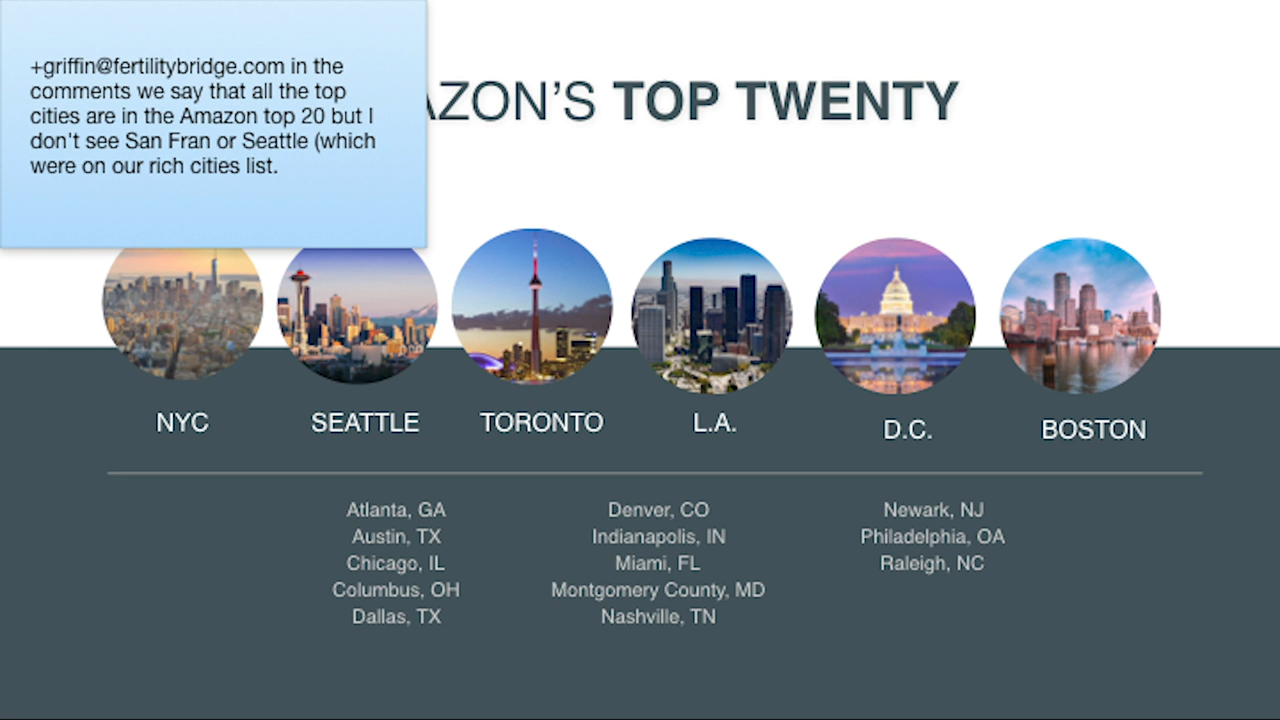 +griffin@fertilitybridge.com in the
comments we say that all the top
cities are in the Amazon top 20 but I
don't see San Fran or Seattle (which
were on our rich cities list.
AZON’S TOP TWENTY
NYC
SEATTLE
TORONTO
L.A.
D.C.
BOSTON
Atlanta, GA
Austin, TX
Chicago, IL
Columbus, OH
Dallas, TX
Denver, CO
Indianapolis, IN
Miami, FL
Montgomery County, MD
Nashville, TN
Newark, NJ
Philadelphia, OA
Raleigh, NC